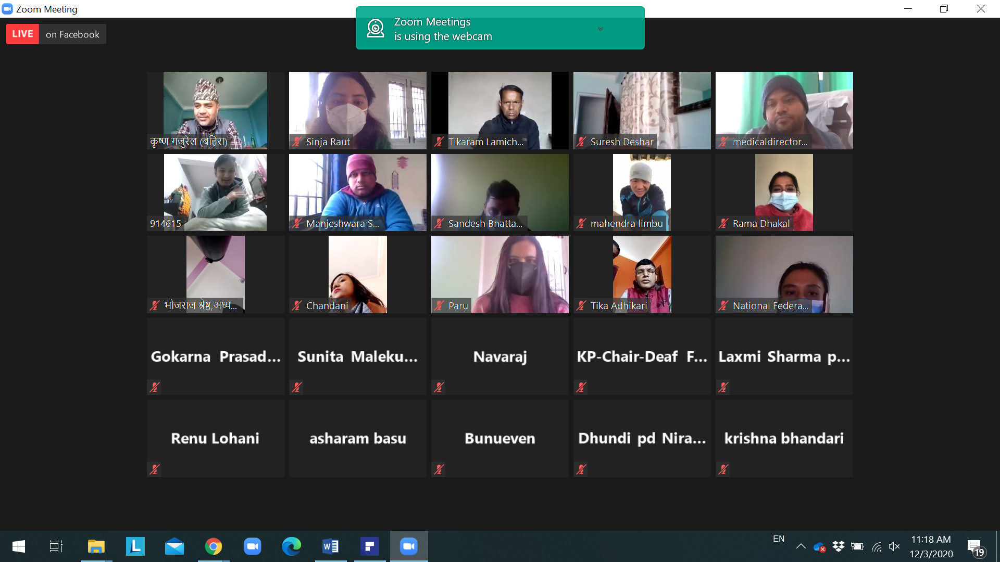 Zoom Meeting
LIVE on Facebook
Zoom Meetings
is using the webcam
कृष्ण गजुरेल (बहिरा)
Sinja Raut
Tikaram Lamich...
Suresh Deshar
medicaldirector...
914615
Manjeshwara S...
Sandesh Bhatta...
mahendra limbu
Rama Dhakal
भोजराज श्रेष्ठ,अध्य...
Chandani
Paru
Tika Adhikari
National Federa...
Gokarna Prasad...
Sunita Maleku...
Navaraj
KP-Chair-Deaf F...
Laxmi Sharma p...
Renu Lohani
asharam basu
Bunueven
Dhundi pd Nira...
krishna bhandari
EN
11:18 AM
12/3/2020
19